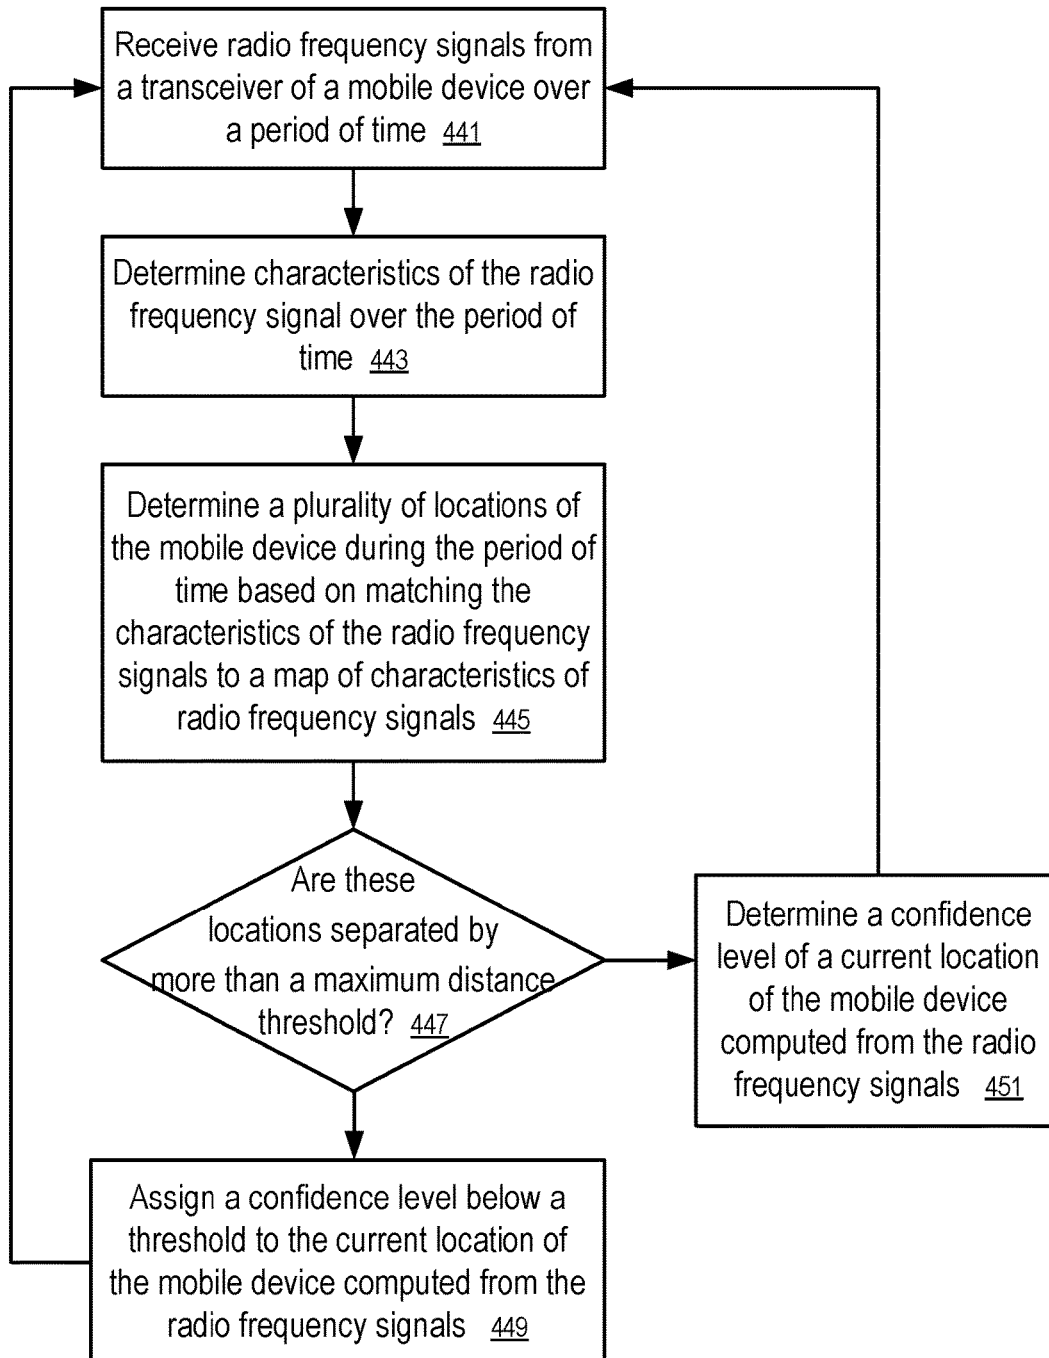 Receive radio frequency signals from
a transceiver of a mobile device over
a period of time 441
Determine characteristics of the radio
frequency signal over the period of
time 443
Determine a plurality of locations of
the mobile device during the period of
time based on matching the
characteristics of the radio frequency
signals to a map of characteristics of
radio frequency signals 445
Are these
locations separated by
more than a maximum distance
threshold? 447
Determine a confidence
level of a current location
of the mobile device
computed from the radio
frequency signals 451
Assign a confidence level below a
threshold to the current location of
the mobile device computed from the
radio frequency signals 449